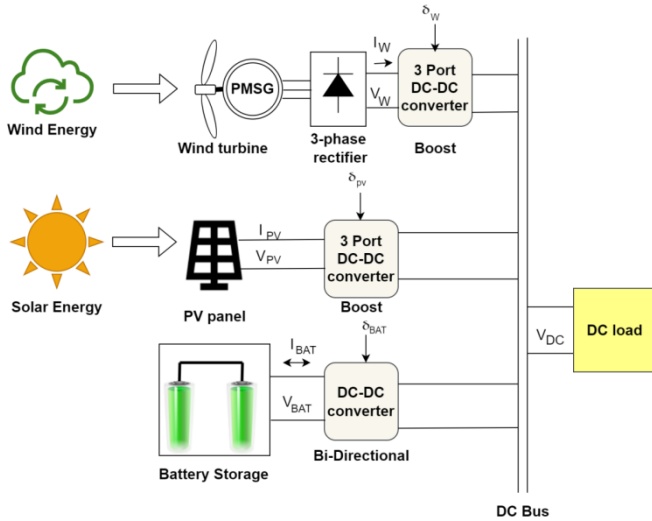 δW
IW
3 Port
DC-DC
converter
PMSG
VW
Wind Energy
Wind turbine
3-phase
rectifier
Boost
δpv
IPV
3 Port
DC-DC
converter
VPV
Solar Energy
PV panel
Boost
δBAT
IBAT
DC-DC
converter
VBAT
VDC
DC load
Battery Storage
Bi-Directional
DC Bus